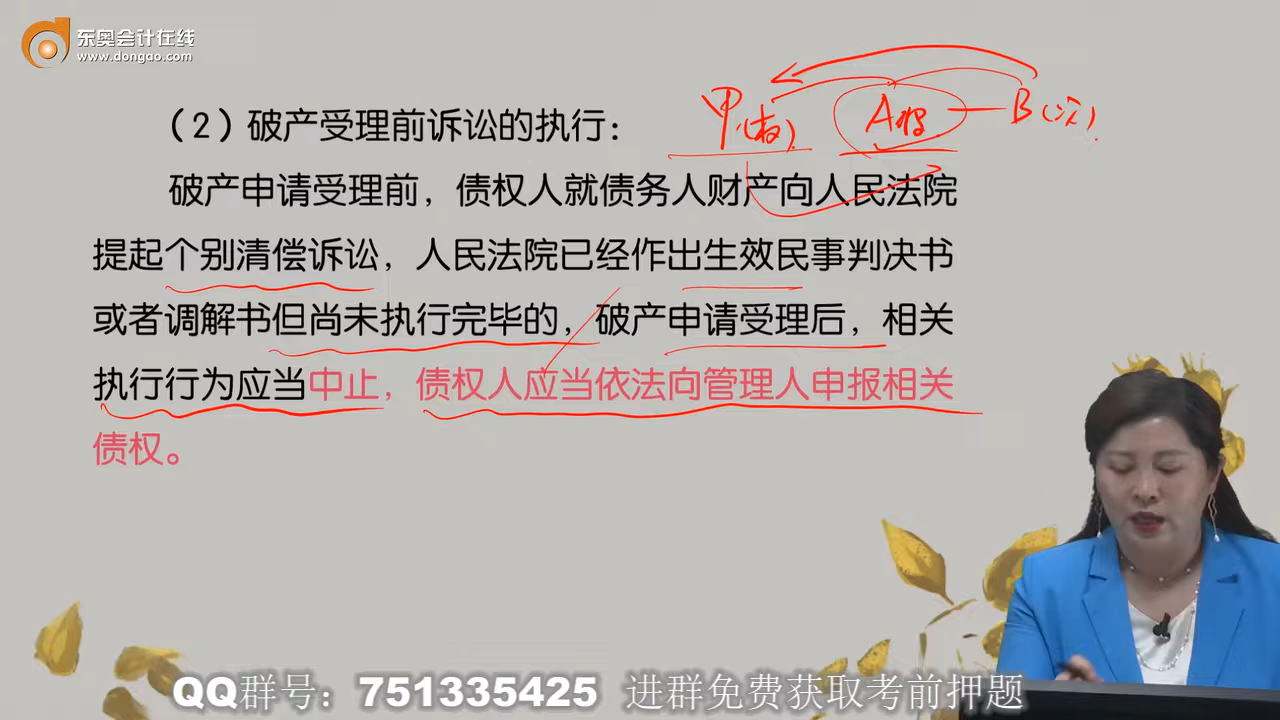 东奥会计在线
www.dongao.com
（2）破产受理前诉讼的执行：
甲（权） A投 B（次）
破产申请受理前，债权人就债务人财产向人民法院
提起个别清偿诉讼，人民法院已经作出生效民事判决书
或者调解书但尚未执行完毕的，破产申请受理后，相关
执行行为应当中止，债权人应当依法向管理人申报相关
债权。
QQ群号：751335425 进群免费获取考前押题